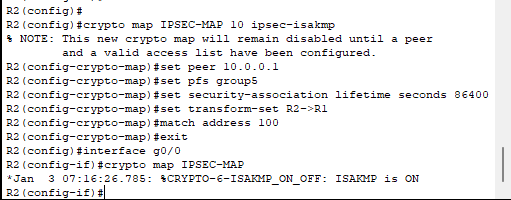 R2(config)#
R2(config)#crypto map IPSEC-MAP 10 ipsec-isakmp
% NOTE: This new crypto map will remain disabled until a peer
        and a valid access list have been configured.
R2(config-crypto-map)#set peer 10.0.0.1
R2(config-crypto-map)#set pfs group5
R2(config-crypto-map)#set security-association lifetime seconds 86400
R2(config-crypto-map)#set transform-set R2->R1
R2(config-crypto-map)#match address 100
R2(config-crypto-map)#exit
R2(config)#interface g0/0
R2(config-if)#crypto map IPSEC-MAP
*Jan  3 07:16:26.785: %CRYPTO-6-ISAKMP_ON_OFF: ISAKMP is ON
R2(config-if)#